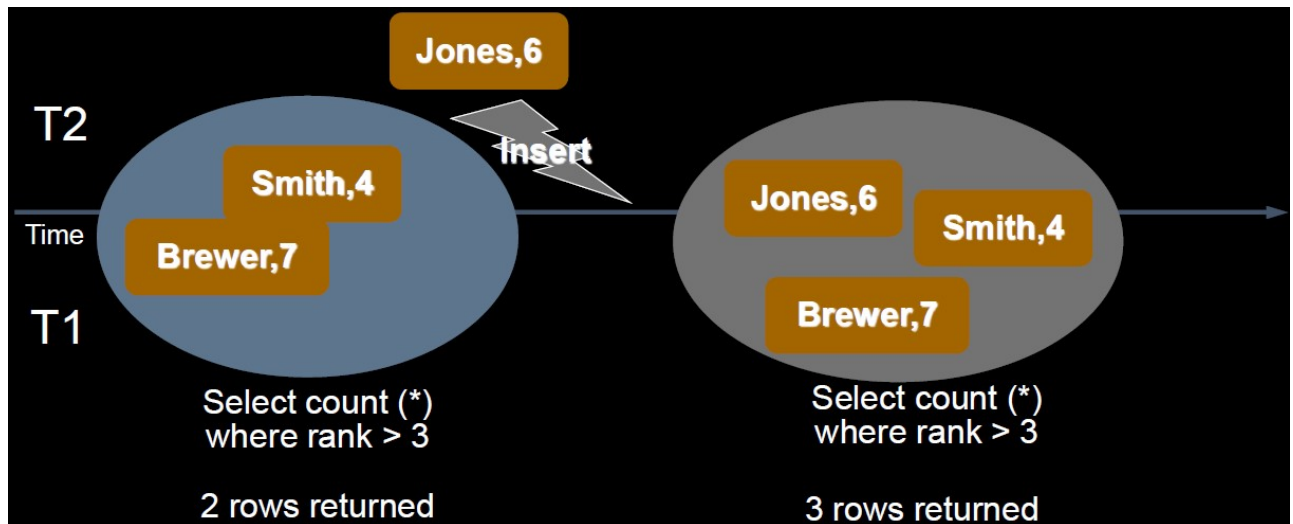 Jones,6
T2
Insert
Smith,4
Jones,6
Smith,4
Time
Brewer,7
Brewer,7
T1
Select count (*)
where rank > 3
Select count (*)
where rank > 3
2 rows returned
3 rows returned